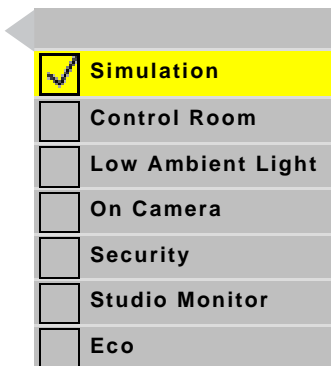 Simulation
Control Room
Low Ambient Light
On Camera
Security
Studio Monitor
Eco